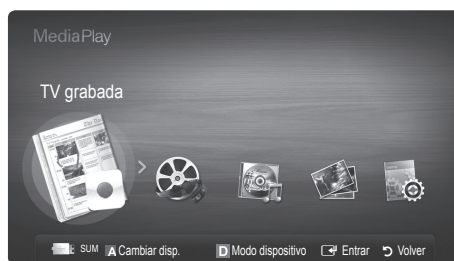 MediaPlay
TV grabada
SUM A Cambiar disp. D Modo dispositivo Entrar Volver